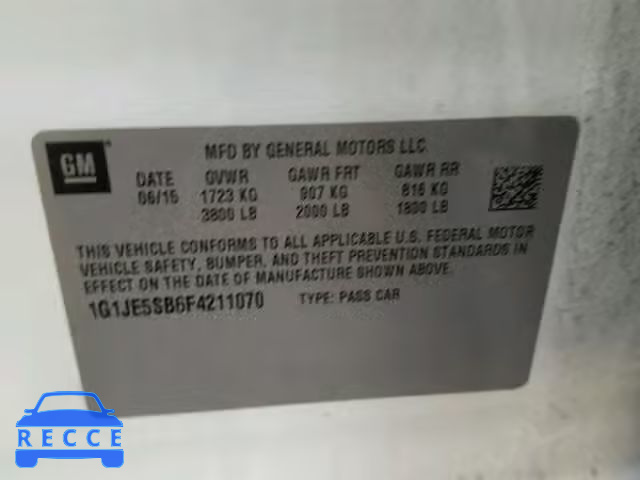 GM
MFD BY GENERAL MOTORS LLC.
DATE GVWR GAWR FRT GAWR RR
06/15 1723 KG 907 KG 816 KG
3800 LB 2000 LB 1800 LB
THIS VEHICLE CONFORMS TO ALL APPLICABLE U.S. FEDERAL MOTOR
VEHICLE SAFETY, BUMPER, AND THEFT PREVENTION STANDARDS IN
EFFECT ON THE DATE OF MANUFACTURE SHOWN ABOVE.
1G1JE5SB6F4211070 TYPE: PASS CAR
RECCE